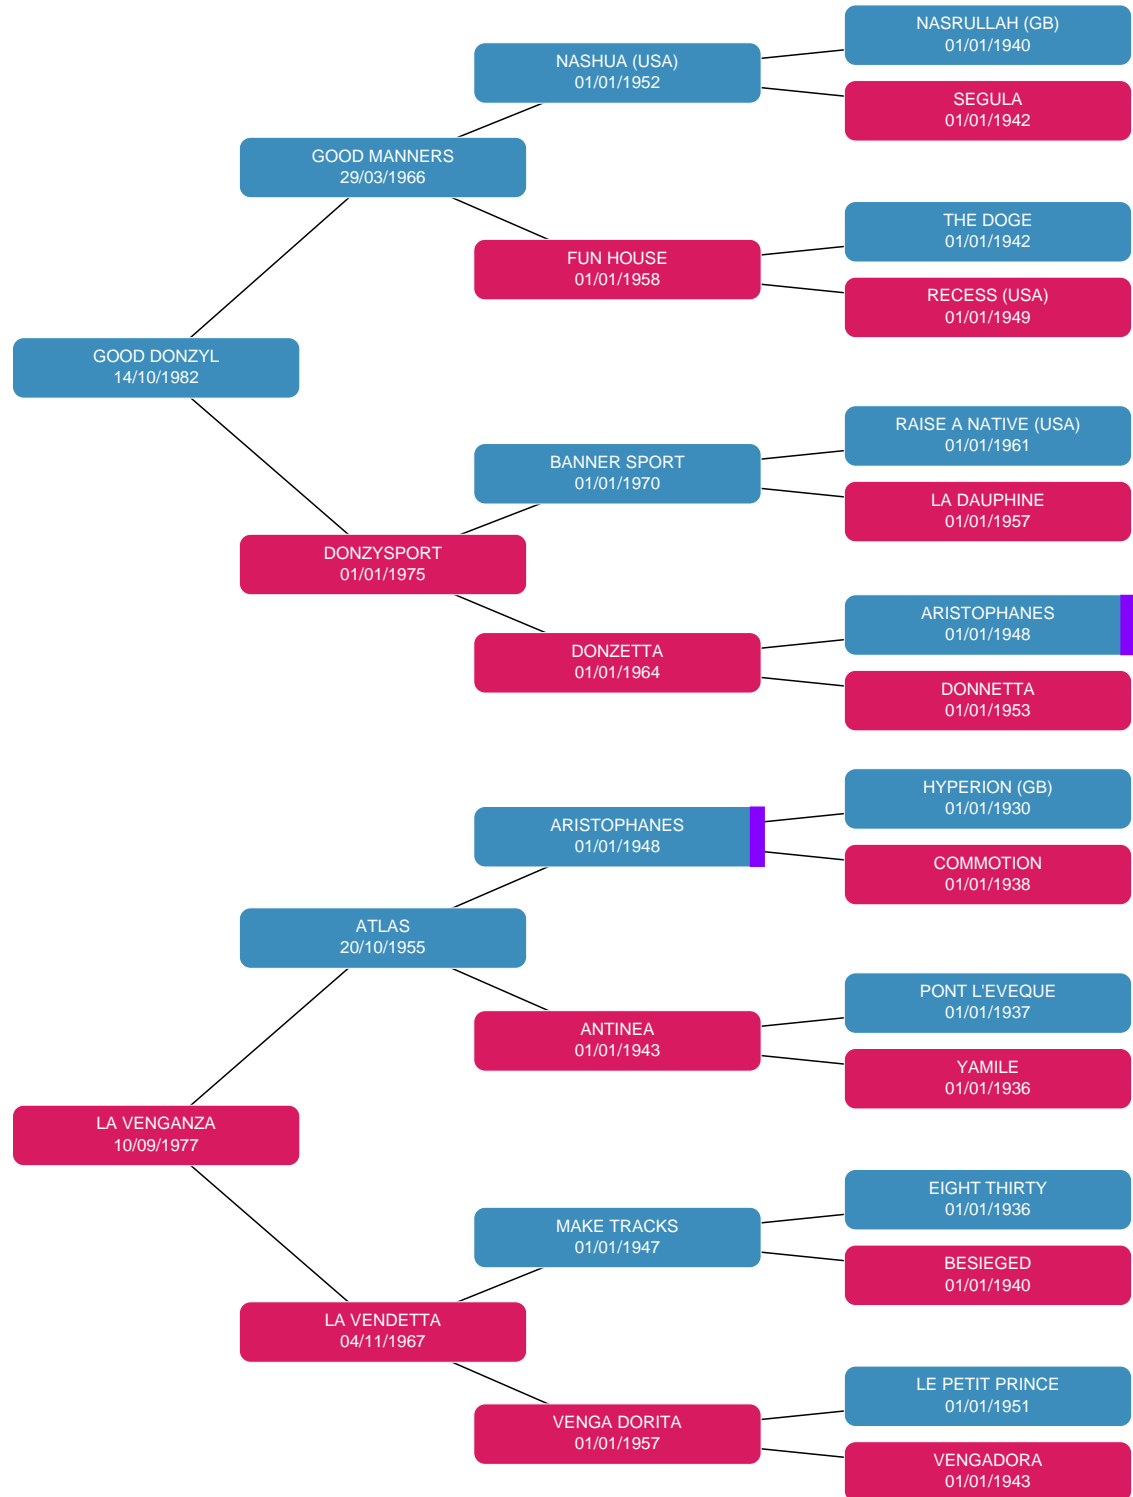 NASRULLAH (GB)
01/01/1940
NASHUA (USA)
01/01/1952
SEGULA
01/01/1942
GOOD MANNERS
29/03/1966
THE DOGE
01/01/1942
FUN HOUSE
01/01/1958
RECESS (USA)
01/01/1949
GOOD DONZYL
14/10/1982
RAISE A NATIVE (USA)
01/01/1961
BANNER SPORT
01/01/1970
LA DAUPHINE
01/01/1957
DONZYSPORT
01/01/1975
ARISTOPHANES
01/01/1948
DONZETTA
01/01/1964
DONNETTA
01/01/1953
HYPERION (GB)
01/01/1930
ARISTOPHANES
01/01/1948
COMMOTION
01/01/1938
ATLAS
20/10/1955
PONT L'EVEQUE
01/01/1937
ANTINEA
01/01/1943
YAMILE
01/01/1936
LA VENGANZA
10/09/1977
EIGHT THIRTY
01/01/1936
MAKE TRACKS
01/01/1947
BESIEGED
01/01/1940
LA VENDETTA
04/11/1967
LE PETIT PRINCE
01/01/1951
VENGA DORITA
01/01/1957
VENGADORA
01/01/1943